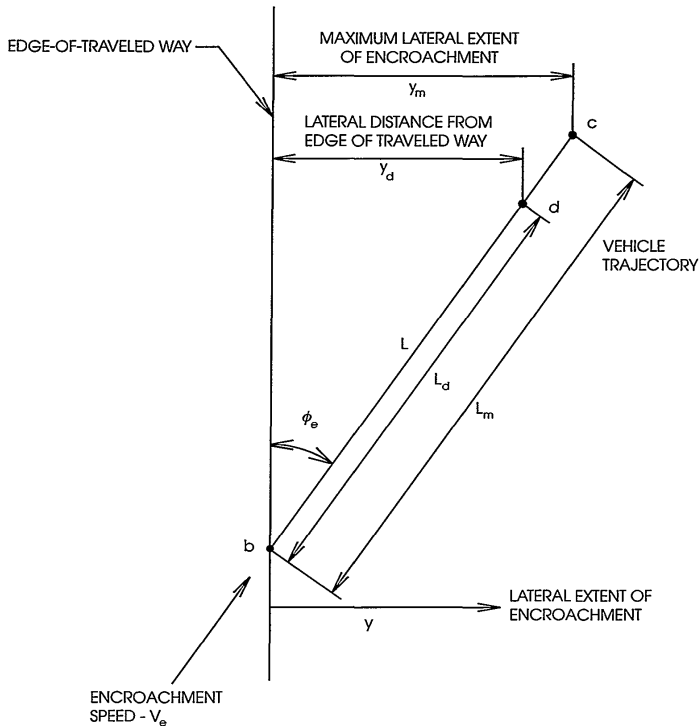 MAXIMUM LATERAL EXTENT
OF ENCROACHMENT
y_m
EDGE-OF-TRAVELED WAY
LATERAL DISTANCE FROM
EDGE OF TRAVELED WAY
y_d
c
d
VEHICLE
TRAJECTORY
L
L_d
L_m
ϕ_e
b
LATERAL EXTENT OF
ENCROACHMENT
y
ENCROACHMENT
SPEED - V_e